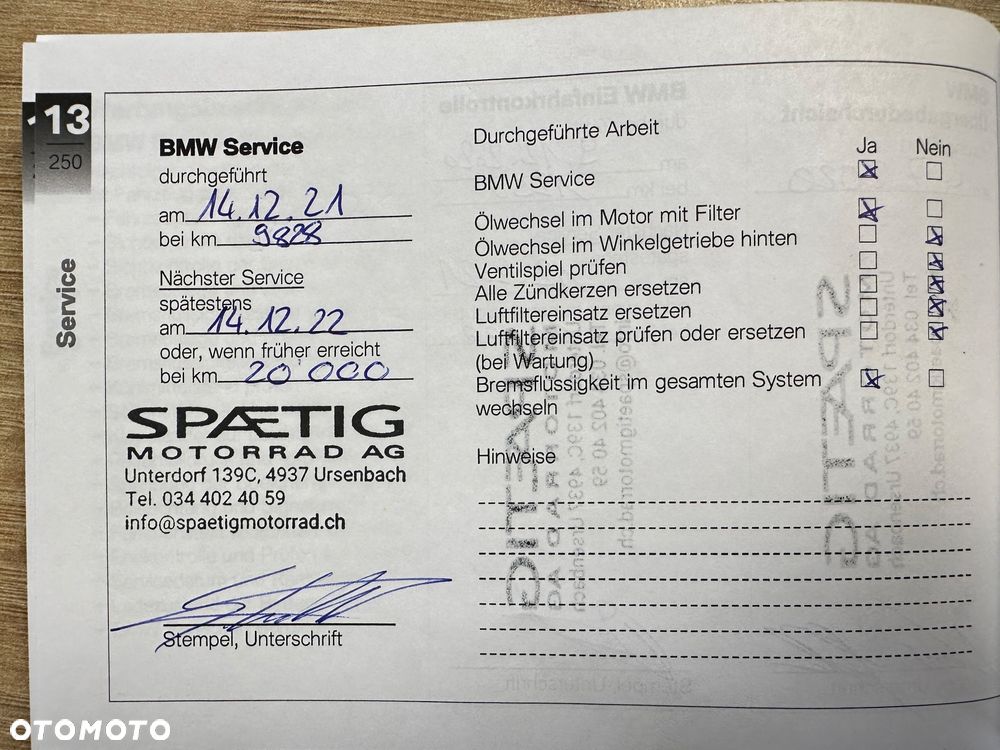 13
250
Service
BMW Service
durchgeführt
am 14.12.21
bei km 9828
Nächster Service
spätestens
am 14.12.22
oder, wenn früher erreicht
bei km 20'000
SPÆTIG
MOTORRAD AG
Unterdorf 139C, 4937 Ursenbach
Tel. 034 402 40 59
info@spaetigmotorrad.ch
Stempel, Unterschrift
Durchgeführte Arbeit
Ja Nein
BMW Service
Ölwechsel im Motor mit Filter
Ölwechsel im Winkelgetriebe hinten
Ventilspiel prüfen
Alle Zündkerzen ersetzen
Luftfiltereinsatz ersetzen
Luftfiltereinsatz prüfen oder ersetzen
(bei Wartung)
Bremsflüssigkeit im gesamten System
wechseln
Hinweise
OTOMOTO